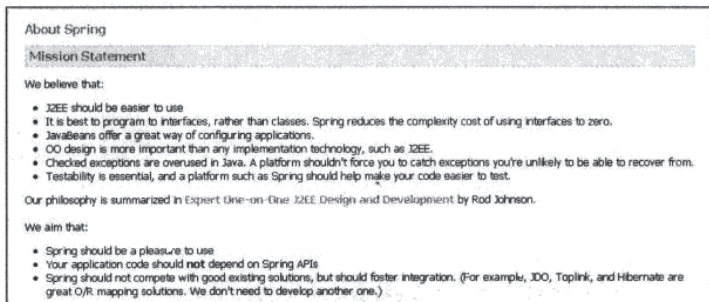 About Spring
Mission Statement
We believe that:
• J2EE should be easier to use
• It is best to program to interfaces, rather than classes. Spring reduces the complexity cost of using interfaces to zero.
• JavaBeans offer a great way of configuring applications.
• OO design is more important than any implementation technology, such as J2EE.
• Checked exceptions are overused in Java. A platform shouldn't force you to catch exceptions you're unlikely to be able to recover from.
• Testability is essential, and a platform such as Spring should help make your code easier to test.
Our philosophy is summarized in Expert One-on-One J2EE Design and Development by Rod Johnson.
We aim that:
• Spring should be a pleasure to use
• Your application code should not depend on Spring APIs
• Spring should not compete with good existing solutions, but should foster integration. (For example, JDO, Toplink, and Hibernate are
great O/R mapping solutions. We don't need to develop another one.)